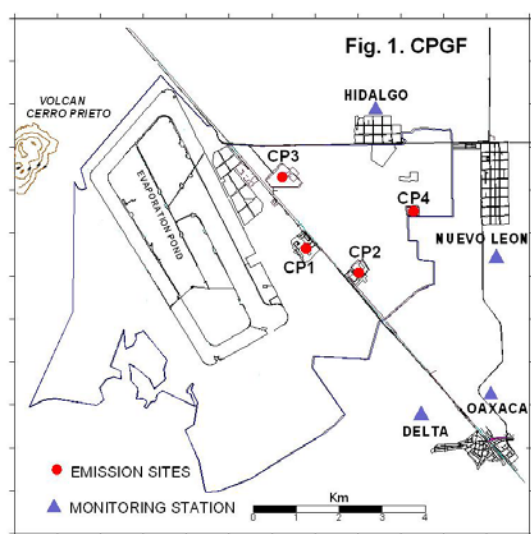 Fig. 1. CPGF
HIDALGO
VOLCAN
CERRO PRIETO
CP3
EVAPORATION POND
CP4
NUEVO LEON
CP1
CP2
OAXACA
DELTA
EMISSION SITES
MONITORING STATION
Km
0 1 2 3 4